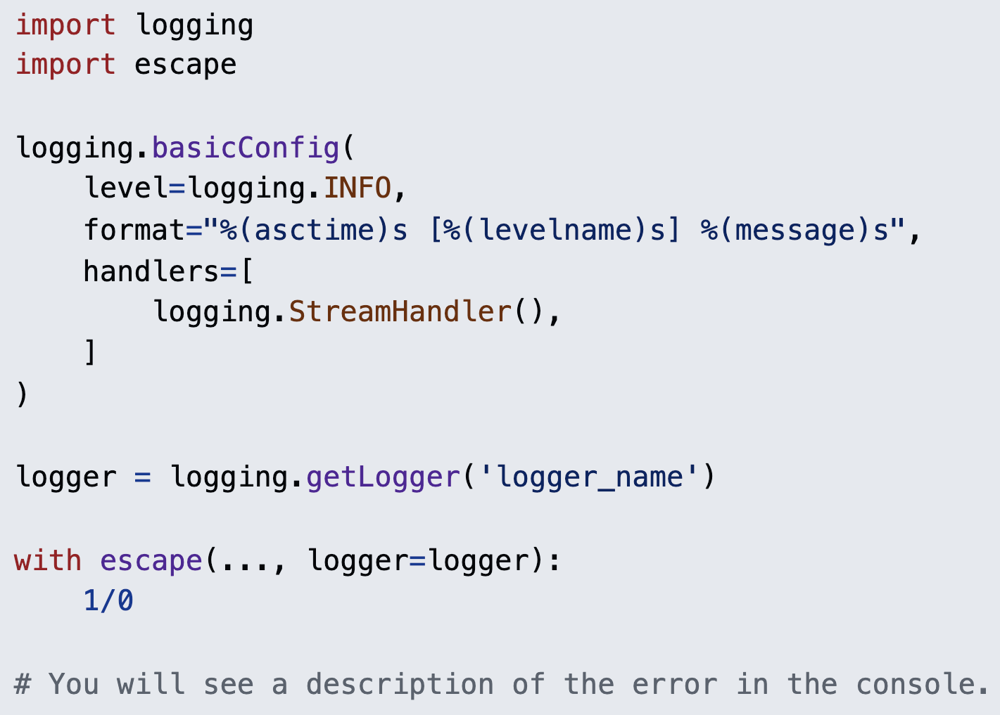 import logging
import escape

logging.basicConfig(
    level=logging.INFO,
    format="%(asctime)s [%(levelname)s] %(message)s",
    handlers=[
        logging.StreamHandler(),
    ]
)

logger = logging.getLogger('logger_name')

with escape(..., logger=logger):
    1/0

# You will see a description of the error in the console.